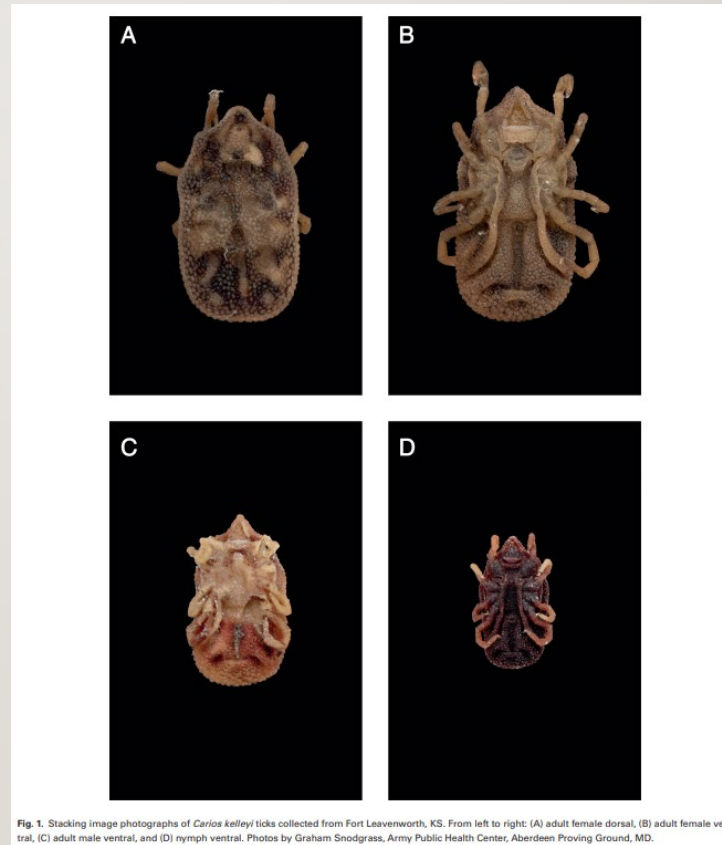 A
B
C
D
Fig. 1. Stacking image photographs of Carios kelleyi ticks collected from Fort Leavenworth, KS. From left to right: (A) adult female dorsal, (B) adult female ven-
tral, (C) adult male ventral, and (D) nymph ventral. Photos by Graham Snodgrass, Army Public Health Center, Aberdeen Proving Ground, MD.